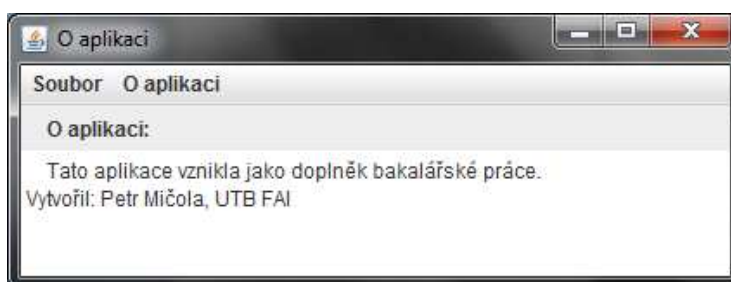 O aplikaci
Soubor O aplikaci
O aplikaci:
Tato aplikace vznikla jako doplněk bakalářské práce.
Vytvořil: Petr Mičola, UTB FAI